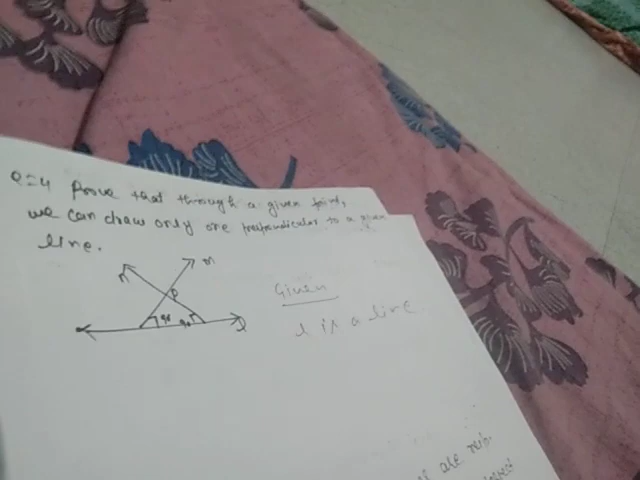 Q=4 Prove that through a given point,
we can draw only one perpendicular to a given
line.
n m
P
90 90 l
Given
l is a line